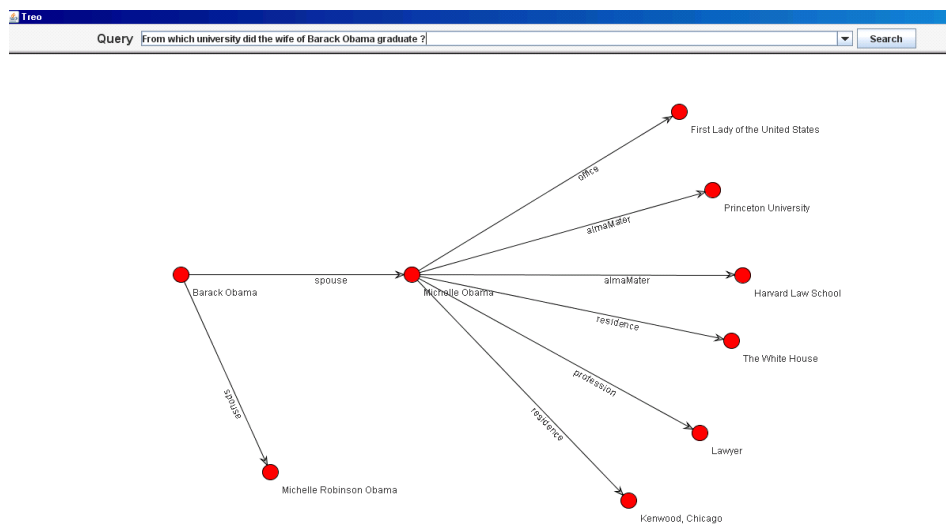 Treo
Query From which university did the wife of Barack Obama graduate ? Search
First Lady of the United States
office
Princeton University
almaMater
Barack Obama
spouse
Michelle Obama
almaMater
Harvard Law School
residence
The White House
profession
Lawyer
residence
Kenwood, Chicago
spouse
Michelle Robinson Obama